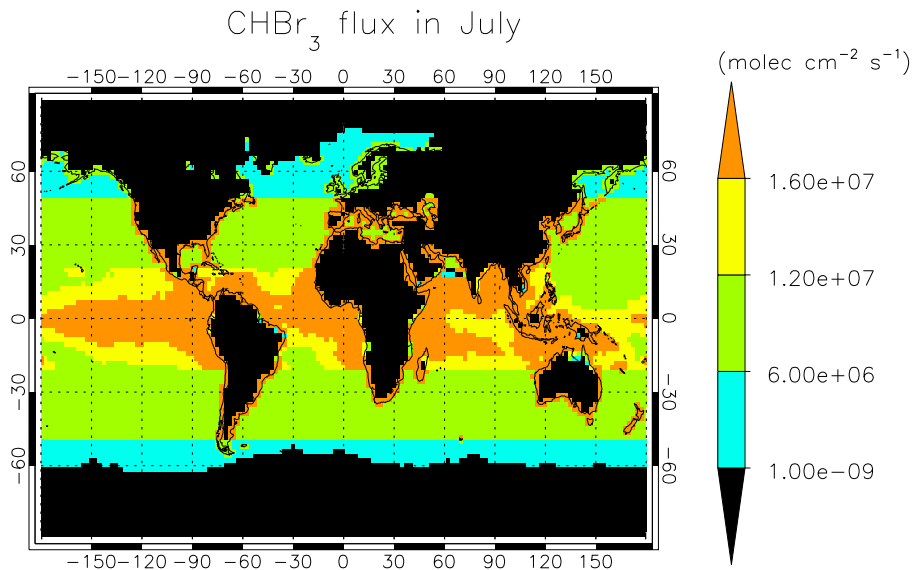 CHBr3 flux in July
(molec cm−2 s−1)
−150 −120 −90 −60 −30 0 30 60 90 120 150
60 60
30 30
0 0
−30 −30
−60 −60
−150 −120 −90 −60 −30 0 30 60 90 120 150
1.60e+07
1.20e+07
6.00e+06
1.00e−09